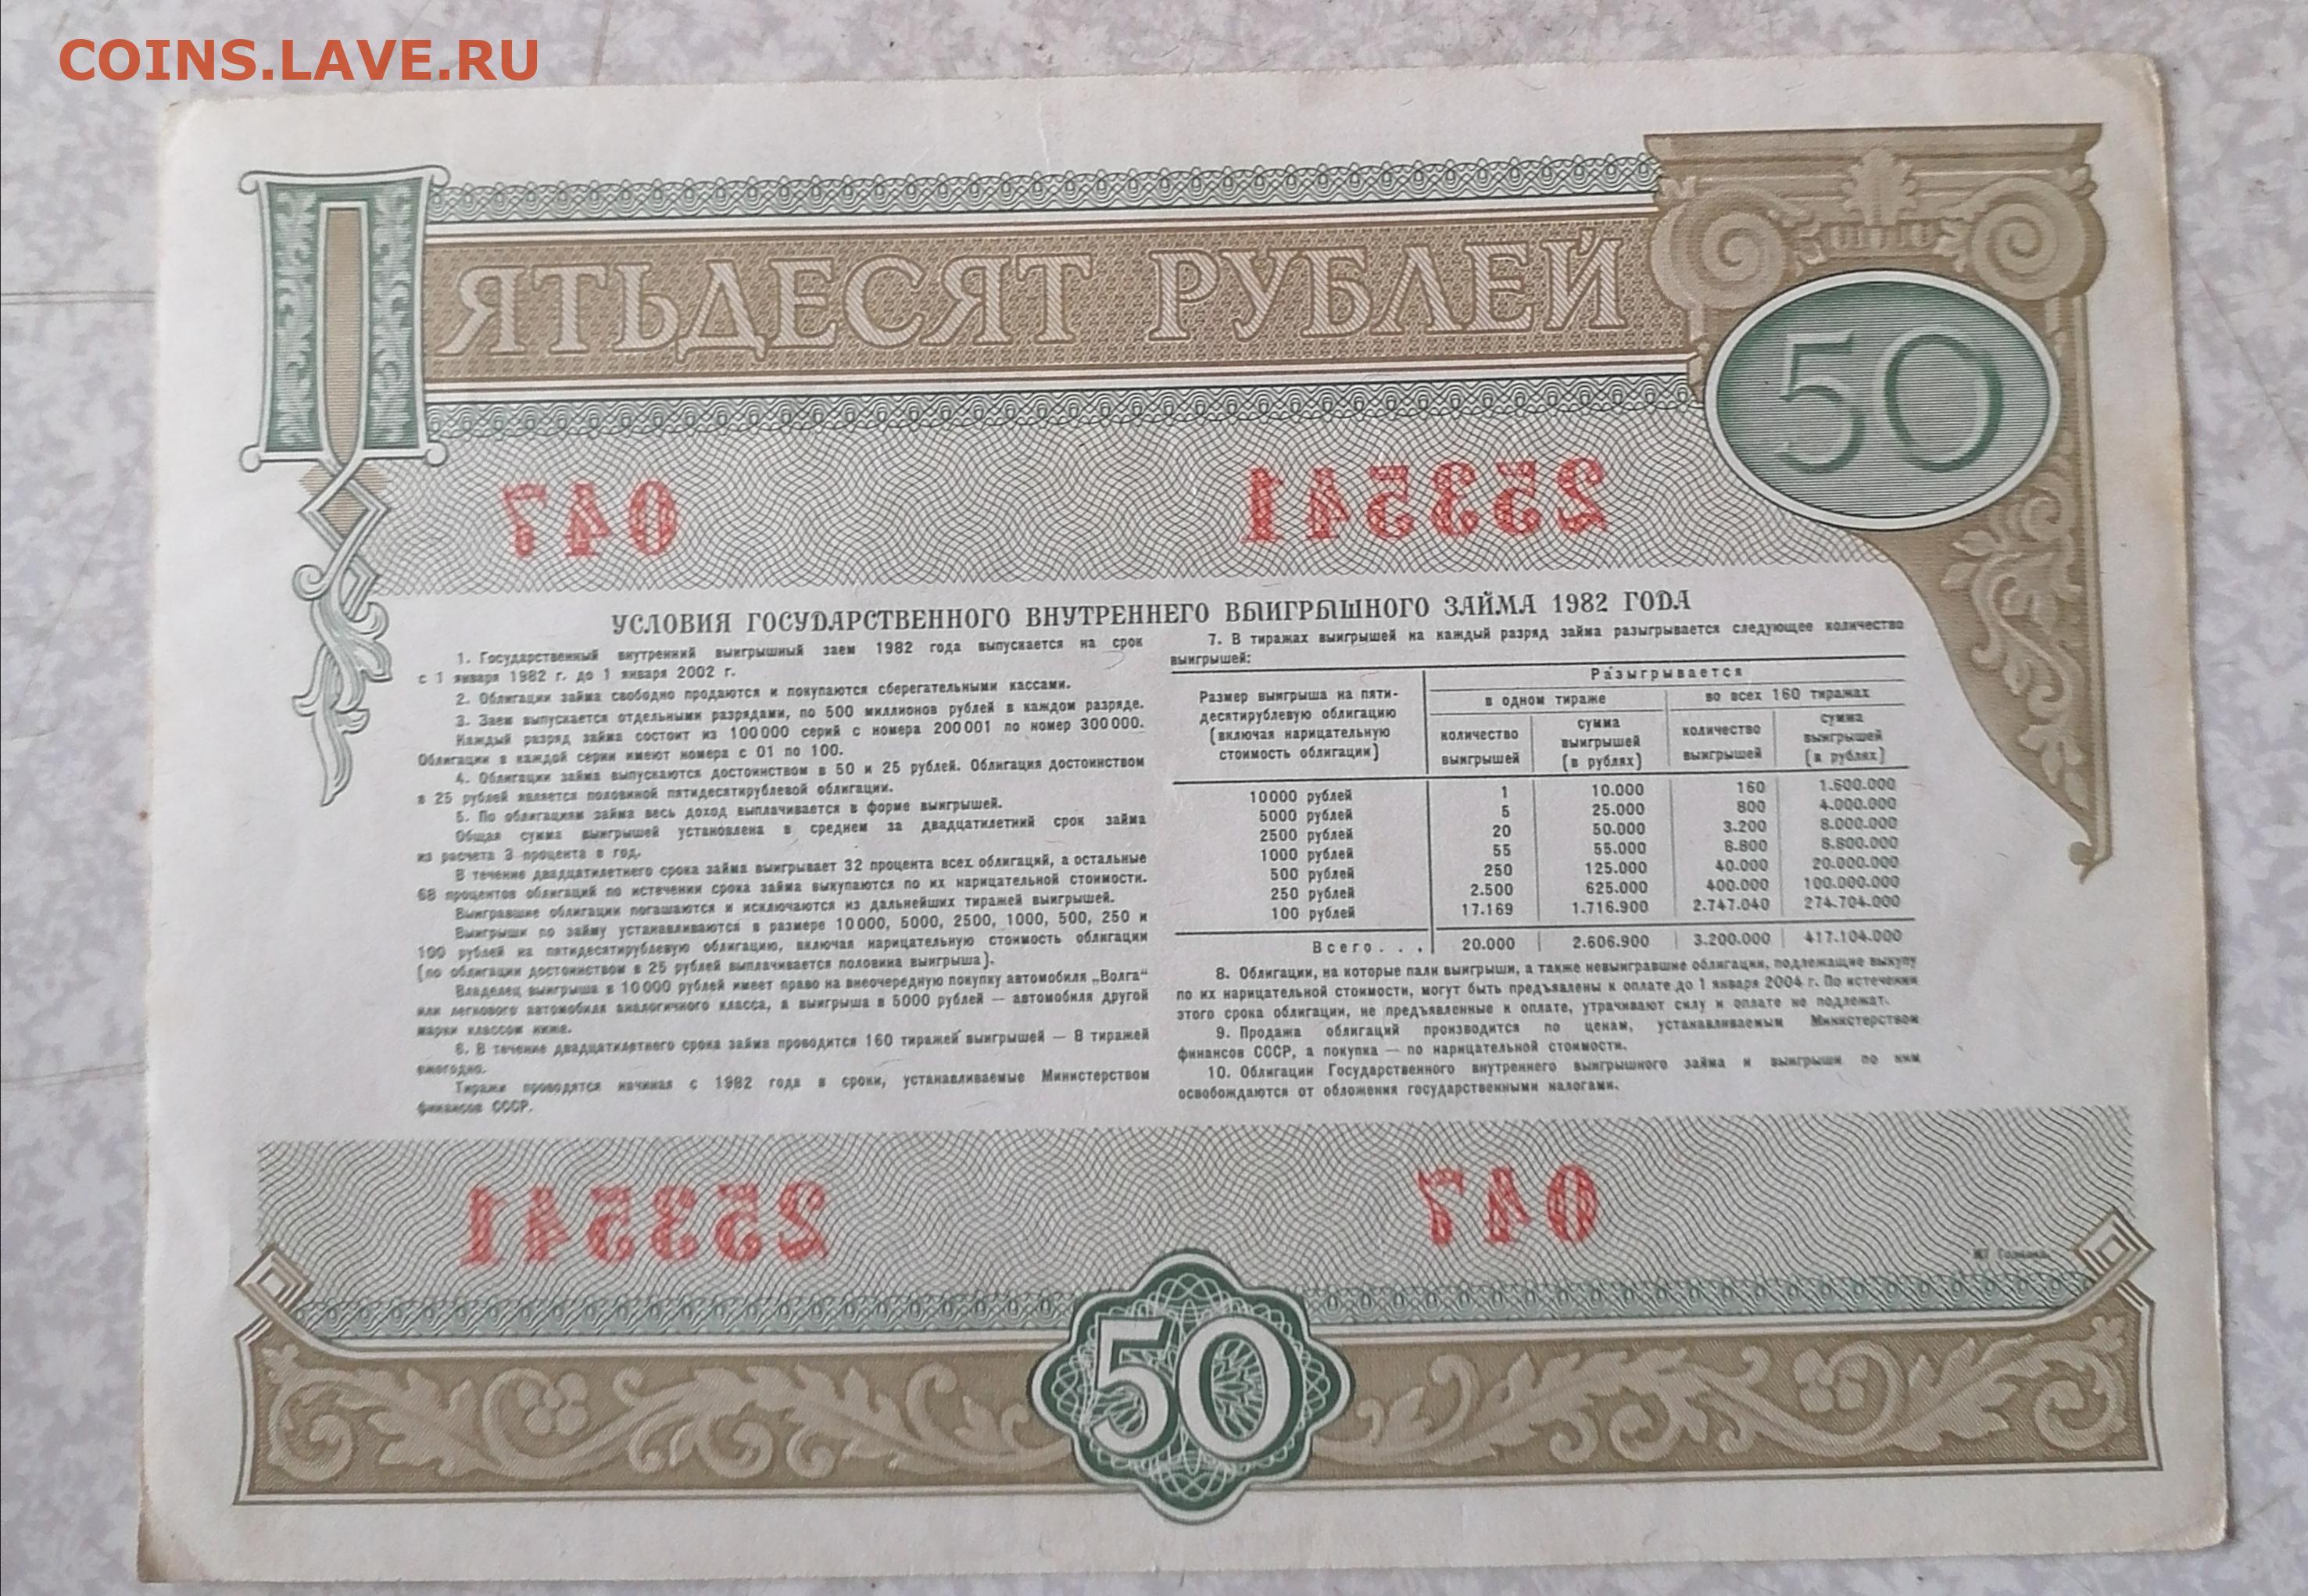 COINS.LAVE.RU
ПЯТЬДЕСЯТ РУБЛЕЙ
50
047 253541
УСЛОВИЯ ГОСУДАРСТВЕННОГО ВНУТРЕННЕГО ВЫИГРЫШНОГО ЗАЙМА 1982 ГОДА
1. Государственный внутренний выигрышный заем 1982 года выпускается на срок
с 1 января 1982 г. до 1 января 2002 г.
2. Облигации займа свободно продаются и покупаются сберегательными кассами.
3. Заем выпускается отдельными разрядами, по 500 миллионов рублей в каждом разряде.
Каждый разряд займа состоит из 100000 серий с номера 200001 по номер 300000.
Облигации в каждой серии имеют номера с 01 по 100.
4. Облигации займа выпускаются достоинством в 50 и 25 рублей. Облигация достоинством
в 25 рублей является половиной пятидесятирублевой облигации.
5. По облигациям займа весь доход выплачивается в форме выигрышей.
Общая сумма выигрышей установлена в среднем за двадцатилетний срок займа
из расчета 3 процента в год.
В течение двадцатилетнего срока займа выигрывает 32 процента всех облигаций, а остальные
68 процентов облигаций по истечении срока займа выкупаются по их нарицательной стоимости.
Выигравшие облигации погашаются и исключаются из дальнейших тиражей выигрышей.
Выигрыши по займу устанавливаются в размере 10000, 5000, 2500, 1000, 500, 250 и
100 рублей на пятидесятирублевую облигацию, включая нарицательную стоимость облигации
(по облигации достоинством в 25 рублей выплачивается половина выигрыша).
Владелец выигрыша в 10000 рублей имеет право на внеочередную покупку автомобиля „Волга“
или легкового автомобиля аналогичного класса, а выигрыша в 5000 рублей — автомобиля другой
марки классом ниже.
6. В течение двадцатилетнего срока займа проводится 160 тиражей выигрышей — 8 тиражей
ежегодно.
Тиражи проводятся начиная с 1982 года в сроки, устанавливаемые Министерством
финансов СССР.
7. В тиражах выигрышей на каждый разряд займа разыгрывается следующее количество
выигрышей:
Размер выигрыша на пяти-
десятирублевую облигацию
(включая нарицательную
стоимость облигации)
Разыгрывается
в одном тираже во всех 160 тиражах
количество выигрышей
сумма выигрышей (в рублях)
количество выигрышей
сумма выигрышей (в рублях)
10000 рублей 1 10.000 160 1.600.000
5000 рублей 5 25.000 800 4.000.000
2500 рублей 20 50.000 3.200 8.000.000
1000 рублей 55 55.000 8.800 8.800.000
500 рублей 250 125.000 40.000 20.000.000
250 рублей 2.500 625.000 400.000 100.000.000
100 рублей 17.169 1.716.900 2.747.040 274.704.000
Всего... 20.000 2.606.900 3.200.000 417.104.000
8. Облигации, на которые пали выигрыши, а также невыигравшие облигации, подлежащие выкупу
по их нарицательной стоимости, могут быть предъявлены к оплате до 1 января 2004 г. По истечении
этого срока облигации, не предъявленные к оплате, утрачивают силу и оплате не подлежат.
9. Продажа облигаций производится по ценам, устанавливаемым Министерством
финансов СССР, а покупка — по нарицательной стоимости.
10. Облигации Государственного внутреннего выигрышного займа и выигрыши по ним
освобождаются от обложения государственными налогами.
253541 047
50